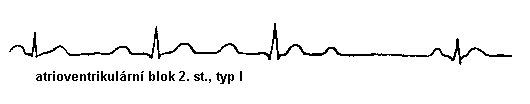 atrioventrikulární blok 2. st., typ I